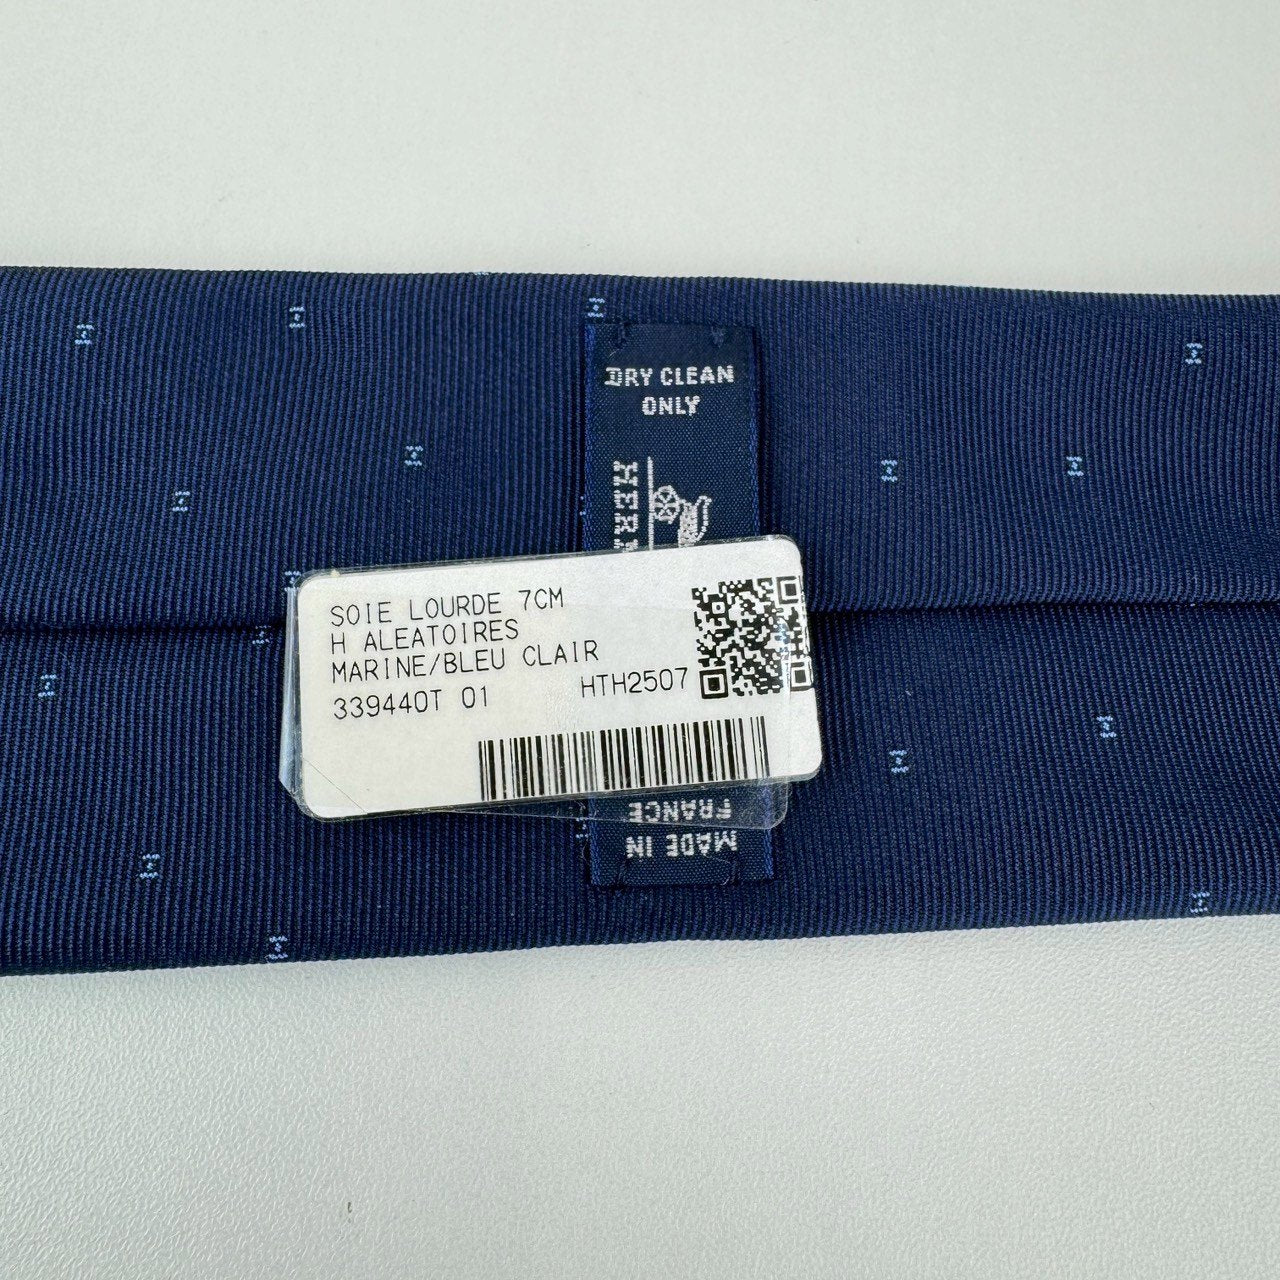 DRY CLEAN
ONLY
SOIE LOURDE 7CM
H ALEATOIRES
MARINE/BLEU CLAIR
339440T 01
HTH2507
MADE IN
FRANCE